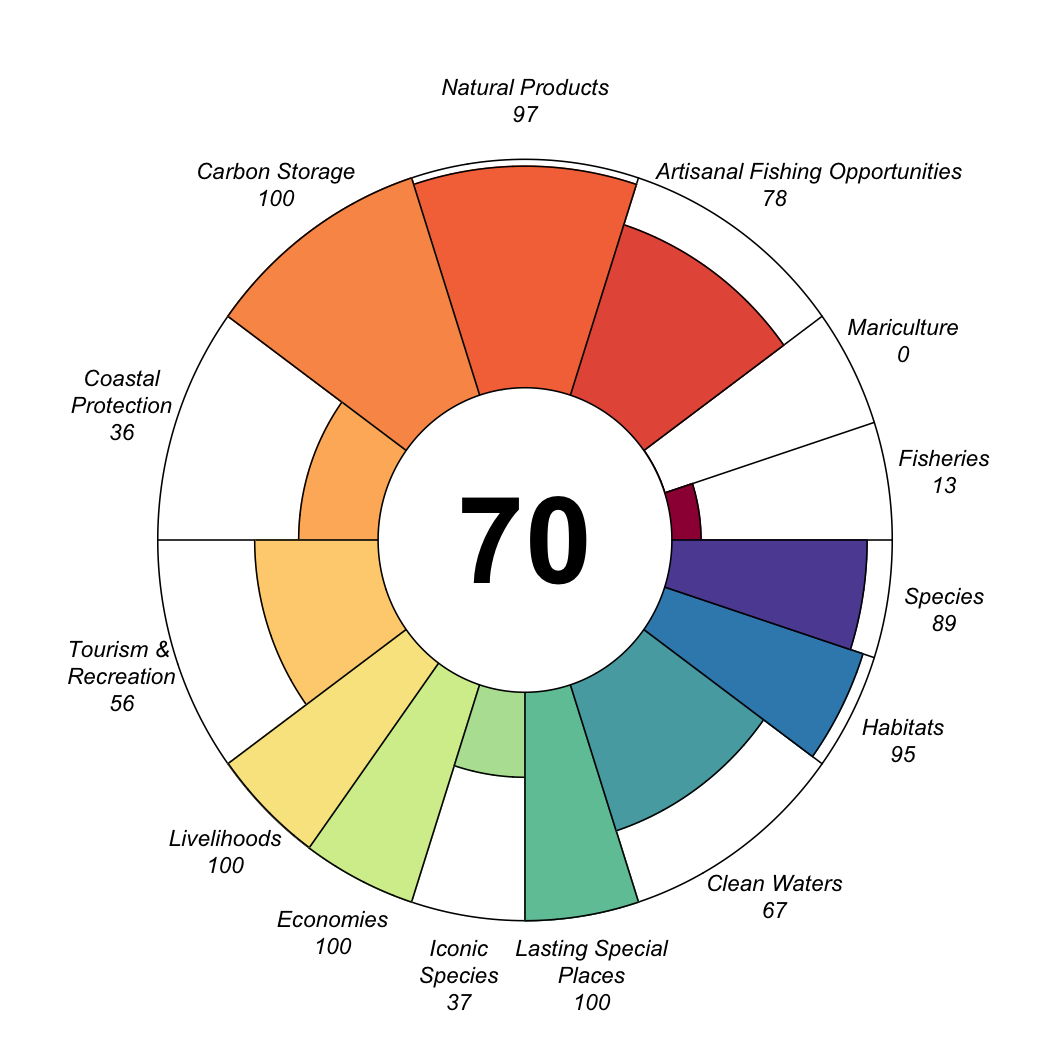 Natural Products
97
Carbon Storage
100
Artisanal Fishing Opportunities
78
Mariculture
0
Coastal
Protection
36
Fisheries
13
70
Species
89
Tourism &
Recreation
56
Habitats
95
Livelihoods
100
Clean Waters
67
Economies
100
Iconic
Species
37
Lasting Special
Places
100